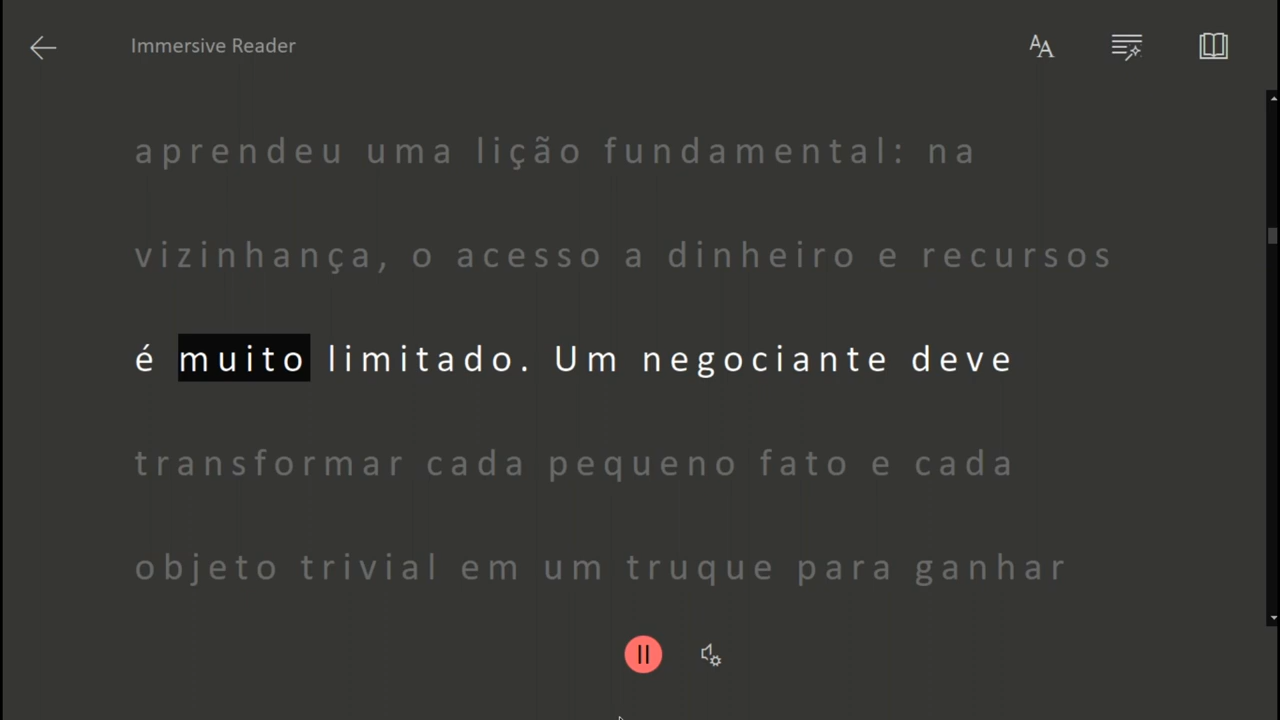 Immersive Reader
aprendeu uma lição fundamental: na
vizinhança, o acesso a dinheiro e recursos
é muito limitado. Um negociante deve
transformar cada pequeno fato e cada
objeto trivial em um truque para ganhar